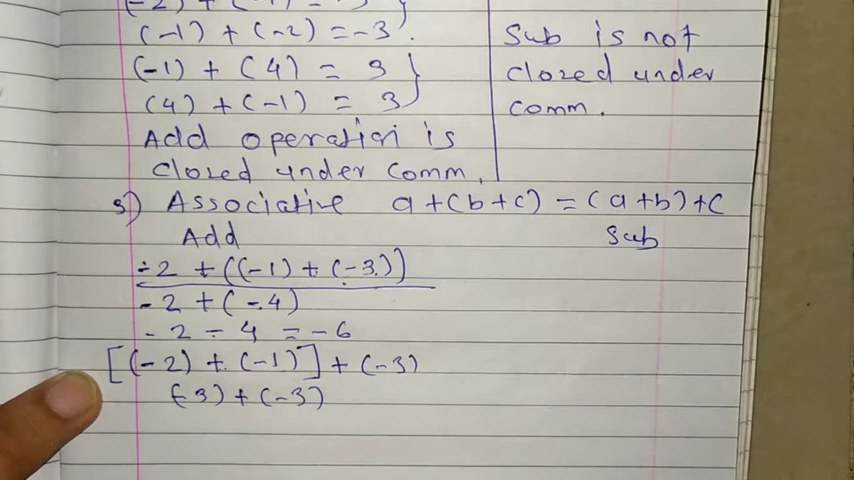 (-1) + (-2) = -3.
(-1) + (4) = 3
(4) + (-1) = 3
Add operation is
closed under comm.
Sub is not
closed under
comm.
3) Associative a + (b + c) = (a + b) + c
Add
Sub
-2 + ((-1) + (-3))
-2 + (-4)
-2 - 4 = -6
[(-2) + (-1)] + (-3)
(-3) + (-3)